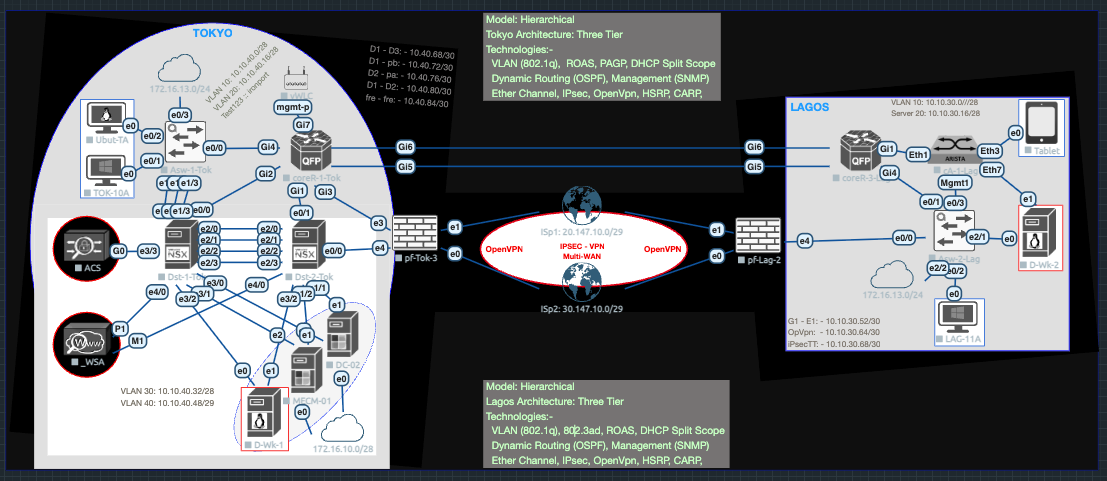 Model: Hierarchical
Tokyo Architecture: Three Tier
Technologies:-
VLAN (802.1q), ROAS, PAGP, DHCP Split Scope
Dynamic Routing (OSPF), Management (SNMP)
Ether Channel, IPsec, OpenVpn, HSRP, CARP,
TOKYO
D1 - D3: - 10.40.68/30
D1 - pb: - 10.40.72/30
D2 - pa: - 10.40.76/30
D1 - D2: - 10.40.80/30
fre - fre: - 10.40.84/30
VLAN 10: 10.10.40.0/28
VLAN 20: 10.10.40.16/28
Test123 :: ironport
172.16.13.0/24
vWLC
mgmt-p
Gi7
e0/3
Ubut-TA
e0
e0/2
e0/1
e0
TOK-10A
e0/0
Asw-1-Tok
Gi4
QFP
coreR-1-Tok
Gi6
Gi5
Gi2
Gi1
Gi3
e1/3
e1/3
e0/0
e0/1
ACS
G0
e3/3
NSX
Dst-1-Tok
e2/0
e2/1
e2/2
e2/3
e2/0
e2/1
e2/2
e2/3
NSX
Dst-2-Tok
e0/0
e3
e4
pf-Tok-3
e1
e0
e4/0
e3/2
3/1
e3/0
e4/0
e3/2
1/2
1/1
_WSA
WWW
P1
M1
e2
e1
e1
DC-02
e0
MECM-01
e0
e0
e1
D-Wk-1
172.16.10.0/28
VLAN 30: 10.10.40.32/28
VLAN 40: 10.10.40.48/29
ISp1: 20.147.10.0/29
OpenVPN
IPSEC - VPN
Multi-WAN
OpenVPN
ISp2: 30.147.10.0/29
e1
e0
pf-Lag-2
e4
LAGOS
VLAN 10: 10.10.30.0///28
Server 20: 10.10.30.16/28
Gi6
Gi5
QFP
Gi1
Gi4
Eth1
ARISTA
cA-1-Lag
Eth3
Eth7
Mgmt1
e0
Tablet
e0/1
e0/3
e0/0
e2/1
e0
e1
D-Wk-2
Asw-2-Lag
e2/2
0/2
172.16.13.0/24
e0
LAG-11A
G1 - E1: - 10.10.30.52/30
OpVpn: - 10.10.30.64/30
iPsecTT: - 10.10.30.68/30
Model: Hierarchical
Lagos Architecture: Three Tier
Technologies:-
VLAN (802.1q), 802.3ad, ROAS, DHCP Split Scope
Dynamic Routing (OSPF), Management (SNMP)
Ether Channel, IPsec, OpenVpn, HSRP, CARP,